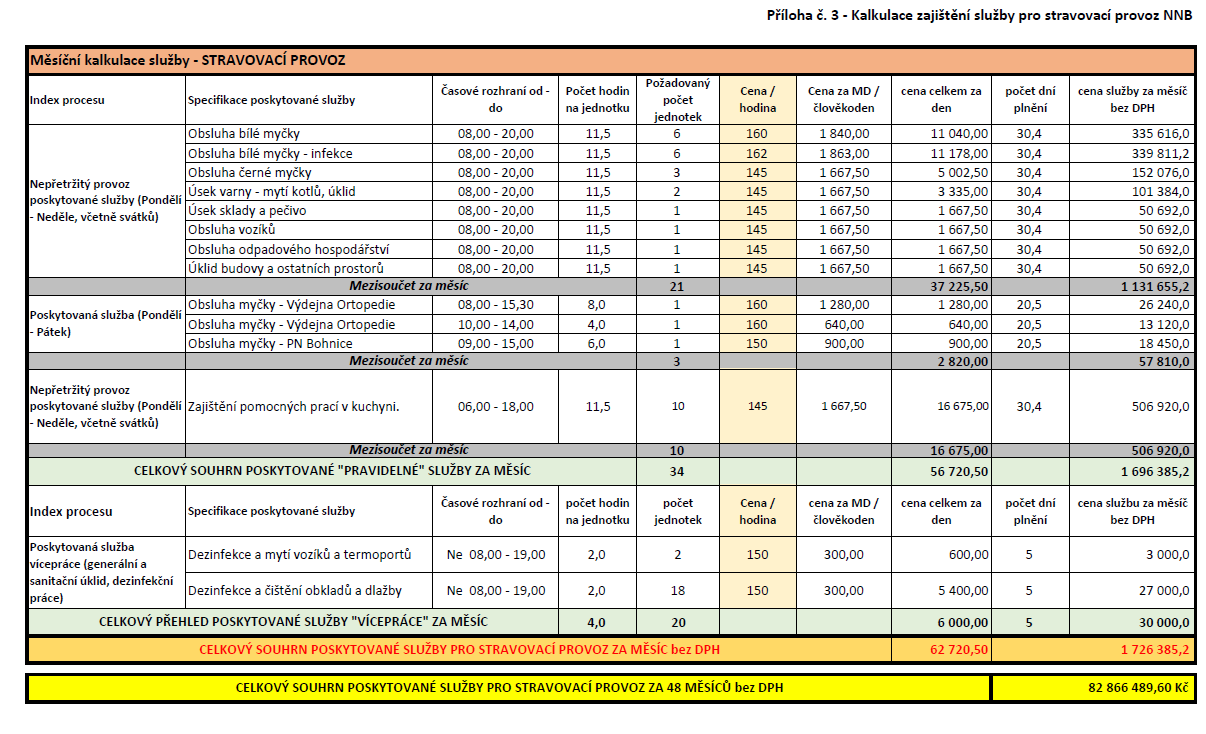 Příloha č. 3 - Kalkulace zajištění služby pro stravovací provoz NNB
Měsíční kalkulace služby - STRAVOVACÍ PROVOZ
Index procesu | Specifikace poskytované služby | Časové rozhraní od - do | Počet hodin na jednotku | Požadovaný počet jednotek | Cena / hodina | Cena za MD / člověkoden | cena celkem za den | počet dní plnění | cena služby za měsíc bez DPH
Nepřetržitý provoz poskytované služby (Pondělí - Neděle, včetně svátků)
Obsluha bílé myčky | 08,00 - 20,00 | 11,5 | 6 | 160 | 1 840,00 | 11 040,00 | 30,4 | 335 616,0
Obsluha bílé myčky - infekce | 08,00 - 20,00 | 11,5 | 6 | 162 | 1 863,00 | 11 178,00 | 30,4 | 339 811,2
Obsluha černé myčky | 08,00 - 20,00 | 11,5 | 3 | 145 | 1 667,50 | 5 002,50 | 30,4 | 152 076,0
Úsek varny - mytí kotlů, úklid | 08,00 - 20,00 | 11,5 | 2 | 145 | 1 667,50 | 3 335,00 | 30,4 | 101 384,0
Úsek sklady a pečivo | 08,00 - 20,00 | 11,5 | 1 | 145 | 1 667,50 | 1 667,50 | 30,4 | 50 692,0
Obsluha vozíků | 08,00 - 20,00 | 11,5 | 1 | 145 | 1 667,50 | 1 667,50 | 30,4 | 50 692,0
Obsluha odpadového hospodářství | 08,00 - 20,00 | 11,5 | 1 | 145 | 1 667,50 | 1 667,50 | 30,4 | 50 692,0
Úklid budovy a ostatních prostorů | 08,00 - 20,00 | 11,5 | 1 | 145 | 1 667,50 | 1 667,50 | 30,4 | 50 692,0
Mezisoučet za měsíc | 21 | 37 225,50 | 1 131 655,2
Poskytovaná služba (Pondělí - Pátek)
Obsluha myčky - Výdejna Ortopedie | 08,00 - 15,30 | 8,0 | 1 | 160 | 1 280,00 | 1 280,00 | 20,5 | 26 240,0
Obsluha myčky - Výdejna Ortopedie | 10,00 - 14,00 | 4,0 | 1 | 160 | 640,00 | 640,00 | 20,5 | 13 120,0
Obsluha myčky - PN Bohnice | 09,00 - 15,00 | 6,0 | 1 | 150 | 900,00 | 900,00 | 20,5 | 18 450,0
Mezisoučet za měsíc | 3 | 2 820,00 | 57 810,0
Nepřetržitý provoz poskytované služby (Pondělí - Neděle, včetně svátků)
Zajištění pomocných prací v kuchyni. | 06,00 - 18,00 | 11,5 | 10 | 145 | 1 667,50 | 16 675,00 | 30,4 | 506 920,0
Mezisoučet za měsíc | 10 | 16 675,00 | 506 920,0
CELKOVÝ SOUHRN POSKYTOVANÉ "PRAVIDELNÉ" SLUŽBY ZA MĚSÍC | 34 | 56 720,50 | 1 696 385,2
Index procesu | Specifikace poskytované služby | Časové rozhraní od - do | počet hodin na jednotku | počet jednotek | Cena / hodina | cena za MD / člověkoden | cena celkem za den | počet dní plnění | cena službu za měsíč bez DPH
Poskytovaná služba vícepráce (generální a sanitační úklid, dezinfekční práce)
Dezinfekce a mytí vozíků a termoportů | Ne 08,00 - 19,00 | 2,0 | 2 | 150 | 300,00 | 600,00 | 5 | 3 000,0
Dezinfekce a čištění obkladů a dlažby | Ne 08,00 - 19,00 | 2,0 | 18 | 150 | 300,00 | 5 400,00 | 5 | 27 000,0
CELKOVÝ PŘEHLED POSKYTOVANÉ SLUŽBY "VÍCEPRÁCE" ZA MĚSÍC | 4,0 | 20 | 6 000,00 | 5 | 30 000,0
CELKOVÝ SOUHRN POSKYTOVANÉ SLUŽBY PRO STRAVOVACÍ PROVOZ ZA MĚSÍC bez DPH | 62 720,50 | 1 726 385,2
CELKOVÝ SOUHRN POSKYTOVANÉ SLUŽBY PRO STRAVOVACÍ PROVOZ ZA 48 MĚSÍCŮ bez DPH | 82 866 489,60 Kč